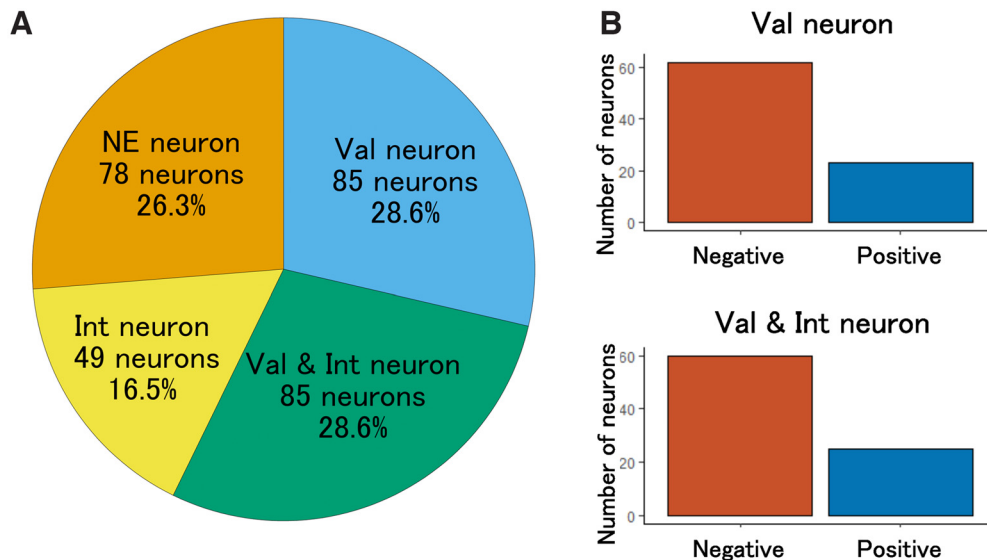 A
NE neuron
78 neurons
26.3%
Val neuron
85 neurons
28.6%
Int neuron
49 neurons
16.5%
Val & Int neuron
85 neurons
28.6%
B
Val neuron
Number of neurons
60
40
20
0
Negative
Positive
Val & Int neuron
Number of neurons
60
40
20
0
Negative
Positive